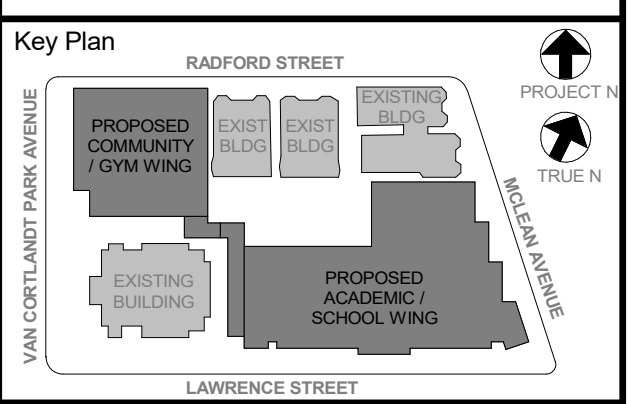 Key Plan
RADFORD STREET
PROJECT N
TRUE N
VAN CORTLANDT PARK AVENUE
PROPOSED
COMMUNITY
/ GYM WING
EXIST
BLDG
EXIST
BLDG
EXISTING
BLDG
MCLEAN AVENUE
EXISTING
BUILDING
PROPOSED
ACADEMIC /
SCHOOL WING
LAWRENCE STREET